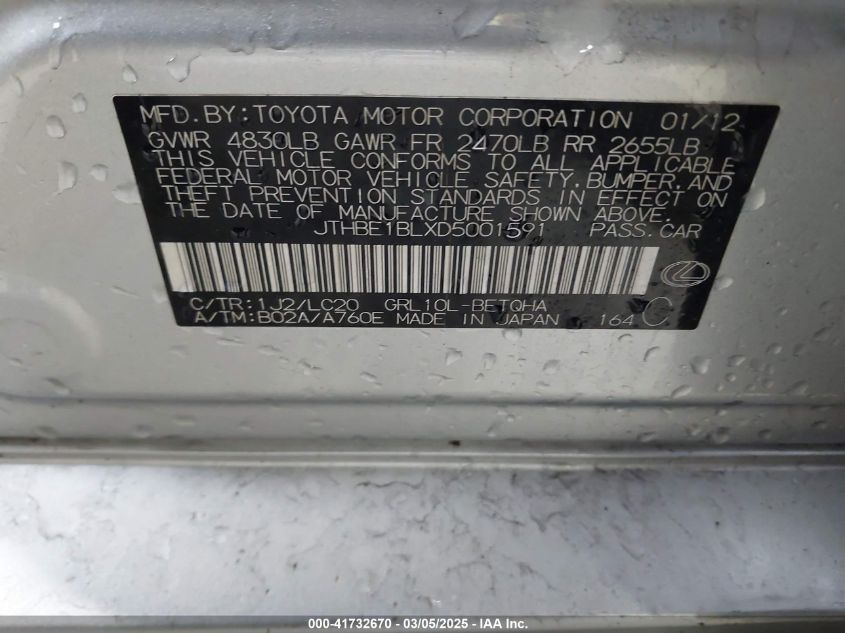 MFD. BY: TOYOTA MOTOR CORPORATION 01/12
GVWR 4830LB GAWR FR 2470LB RR 2655LB
THIS VEHICLE CONFORMS TO ALL APPLICABLE
FEDERAL MOTOR VEHICLE SAFETY, BUMPER, AND
THEFT PREVENTION STANDARDS IN EFFECT ON
THE DATE OF MANUFACTURE SHOWN ABOVE.
JTHBE1BLXD5001591 PASS. CAR
C/TR: 1J2/LC20 GRL10L-BETQHA
A/TM: B02A/A760E MADE IN JAPAN 164 C
000-41732670 - 03/05/2025 - IAA Inc.